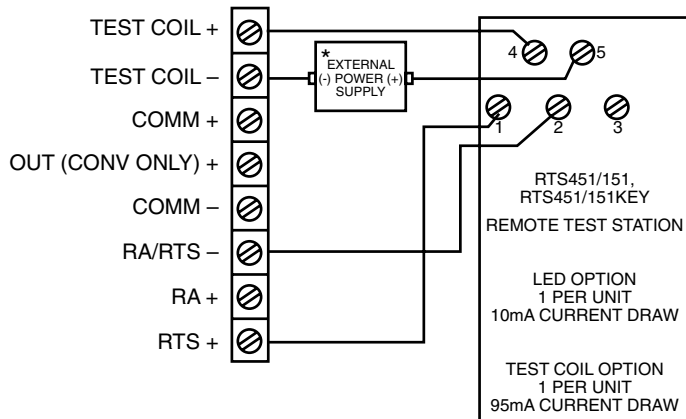 TEST COIL +
TEST COIL –
COMM +
OUT (CONV ONLY) +
COMM –
RA/RTS –
RA +
RTS +
*
EXTERNAL
(-) POWER (+)
SUPPLY
4
5
1
2
3
RTS451/151,
RTS451/151KEY
REMOTE TEST STATION
LED OPTION
1 PER UNIT
10mA CURRENT DRAW
TEST COIL OPTION
1 PER UNIT
95mA CURRENT DRAW